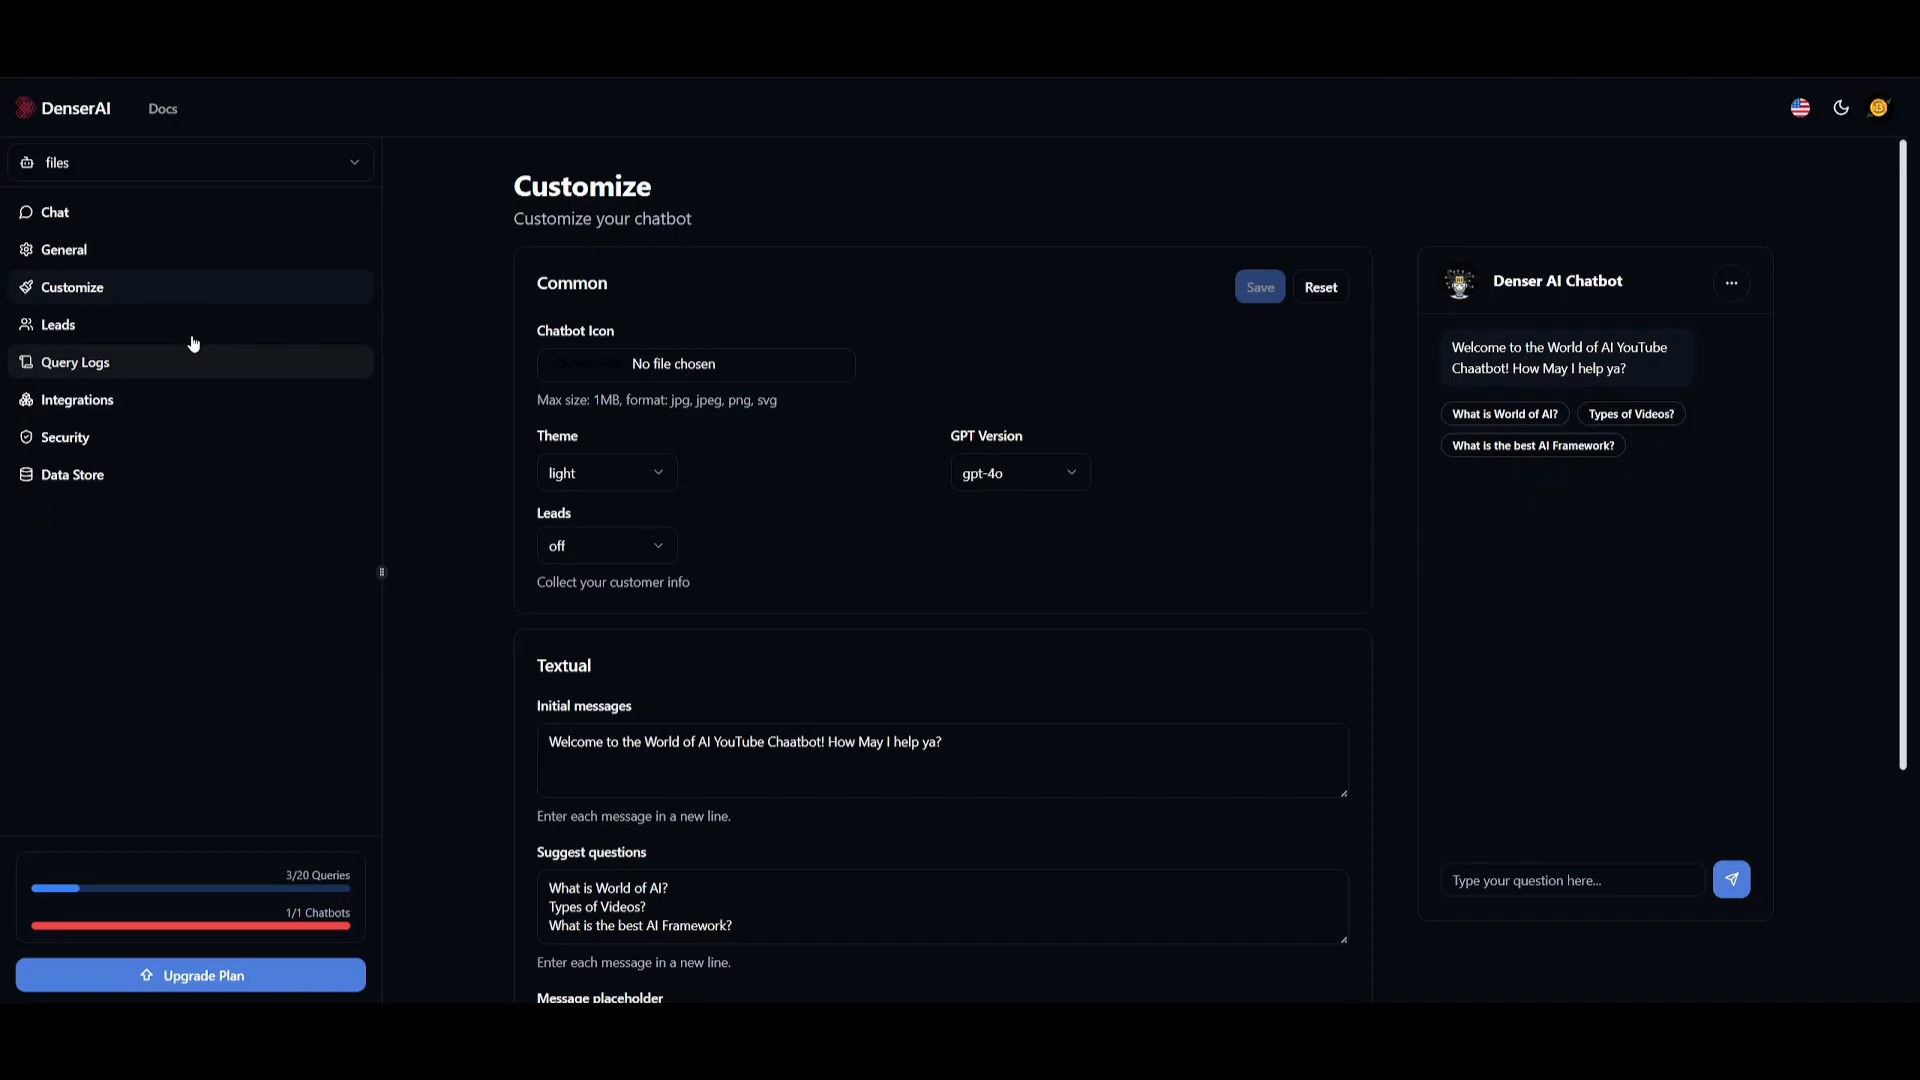 DenserAI
Docs
files
Chat
General
Customize
Leads
Query Logs
Integrations
Security
Data Store
3/20 Queries
1/1 Chatbots
Upgrade Plan
Customize
Customize your chatbot
Common
Save
Reset
Chatbot Icon
No file chosen
Max size: 1MB, format: jpg, jpeg, png, svg
Theme
GPT Version
light
gpt-4o
Leads
off
Collect your customer info
Textual
Initial messages
Welcome to the World of AI YouTube Chaatbot! How May I help ya?
Enter each message in a new line.
Suggest questions
What is World of AI?
Types of Videos?
What is the best AI Framework?
Enter each message in a new line.
Message placeholder
Denser AI Chatbot
Welcome to the World of AI YouTube
Chaatbot! How May I help ya?
What is World of AI?
Types of Videos?
What is the best AI Framework?
Type your question here...